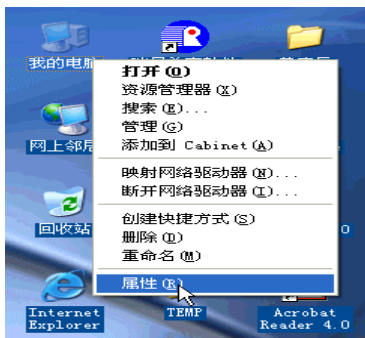 我的电脑
打开(O)
资源管理器(X)
搜索(E)...
管理(G)
添加到 Cabinet(A)
网上邻居
映射网络驱动器(N)...
断开网络驱动器(I)...
创建快捷方式(S)
删除(D)
重命名(M)
回收站
属性(R)
Internet
Explorer
TEMP
Acrobat
Reader 4.0